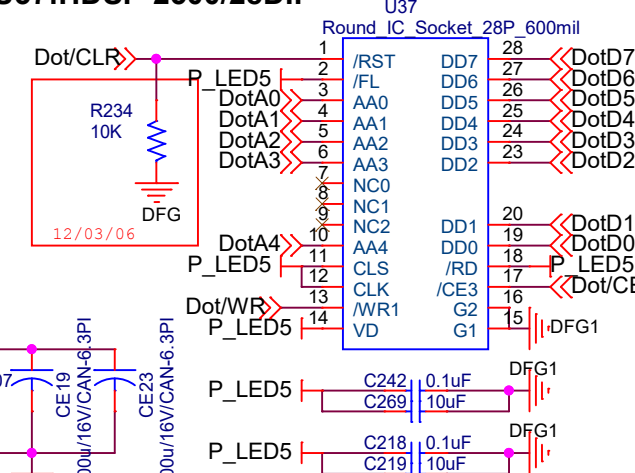 U37
Round_IC_Socket_28P_600mil
Dot/CLR
1 /RST DD7 28 DotD7
P_LED5 2 /FL DD6 27 DotD6
DotA0 3 AA0 DD5 26 DotD5
DotA1 4 AA1 DD4 25 DotD4
DotA2 5 AA2 DD3 24 DotD3
DotA3 6 AA3 DD2 23 DotD2
7 NC0
8 NC1
9 NC2 DD1 20 DotD1
DotA4 10 AA4 DD0 19 DotD0
P_LED5 11 CLS /RD 18 P_LED5
12 CLK /CE3 17 Dot/CE
Dot/WR 13 /WR1 G2 16
P_LED5 14 VD G1 15 DFG1
R234
10K
DFG
12/03/06
CE19
00u/16V/CAN-6.3PI
CE23
00u/16V/CAN-6.3PI
P_LED5 C242 0.1uF DFG1
C269 10uF
P_LED5 C218 0.1uF DFG1
C219 10uF